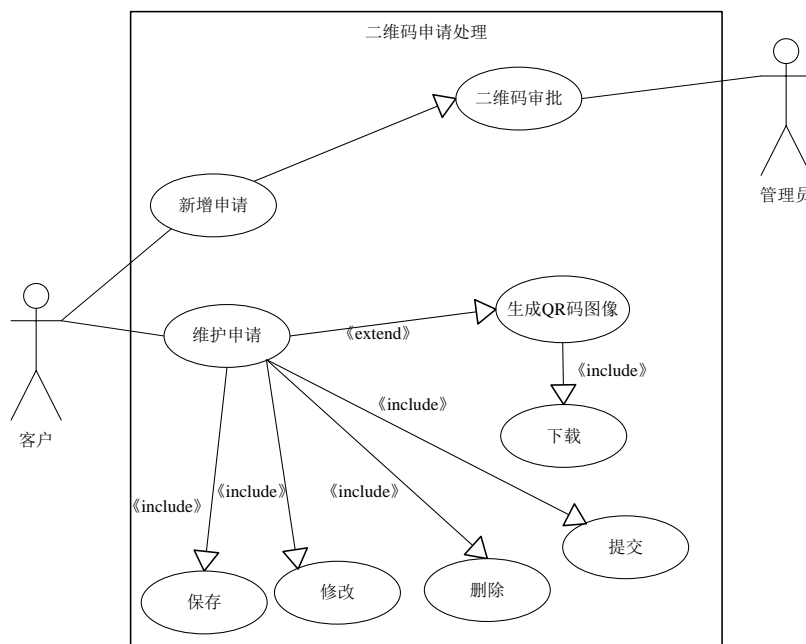 二维码申请处理
二维码审批
管理员
新增申请
生成QR码图像
维护申请
《extend》
《include》
《include》
下载
客户
《include》
《include》
《include》
提交
保存
修改
删除